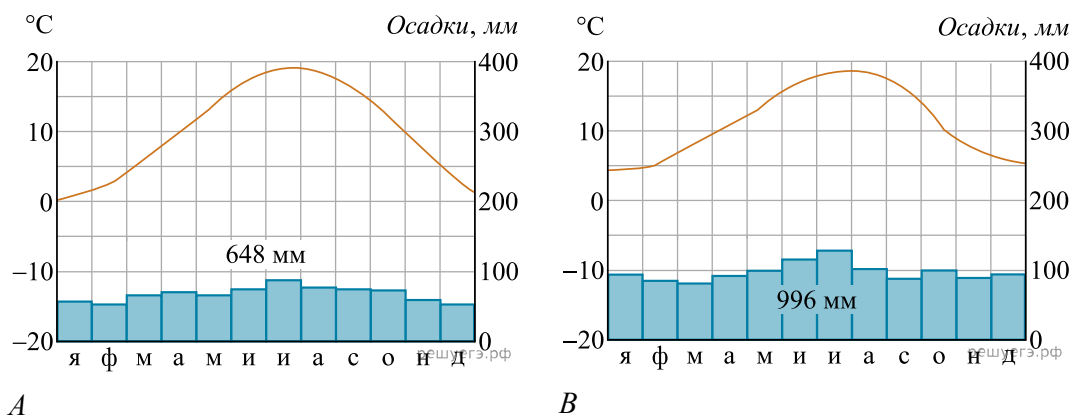 °C Осадки, мм
20 400
10 300
0 200
648 мм
–10 100
–20 0
я ф м а м и и а с о н д
решуегэ.рф
А
°C Осадки, мм
20 400
10 300
0 200
–10 100
996 мм
–20 0
я ф м а м и и а с о н д
решуегэ.рф
В